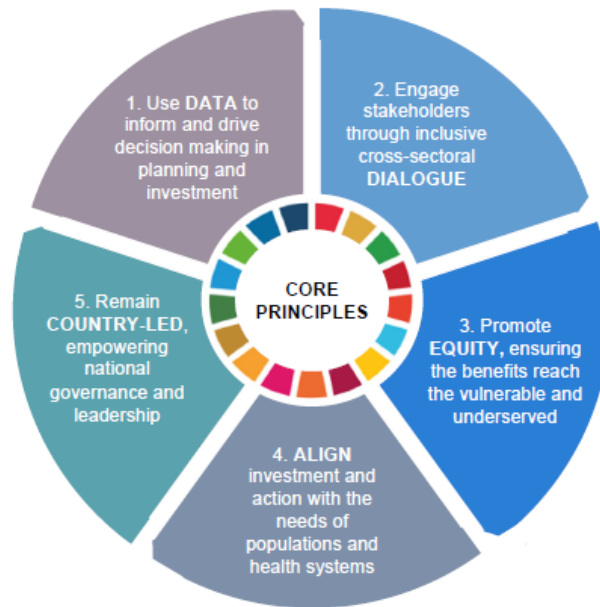 1. Use DATA to
inform and drive
decision making in
planning and
investment
2. Engage
stakeholders
through inclusive
cross-sectoral
DIALOGUE
3. Promote
EQUITY, ensuring
the benefits reach
the vulnerable and
underserved
4. ALIGN
investment and
action with the
needs of
populations and
health systems
5. Remain
COUNTRY-LED,
empowering
national
governance and
leadership
CORE
PRINCIPLES